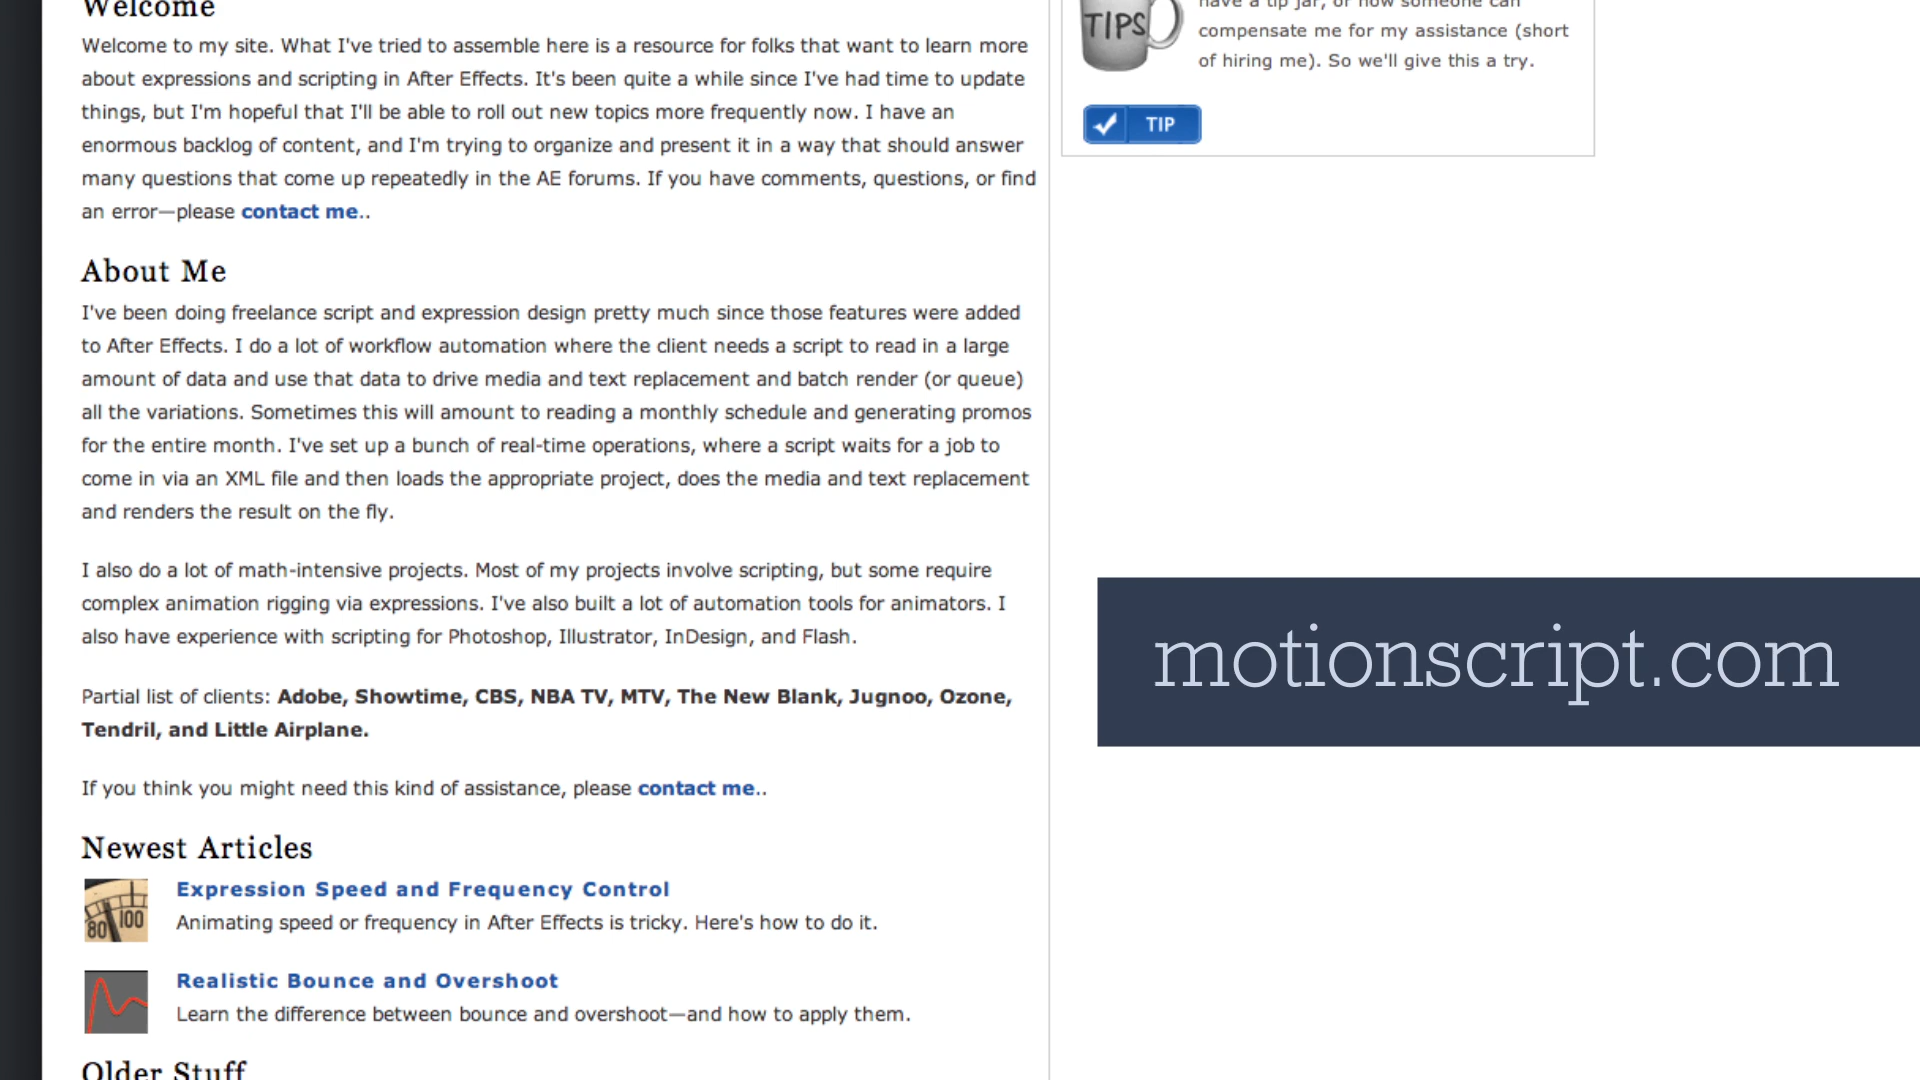 Welcome
Welcome to my site. What I've tried to assemble here is a resource for folks that want to learn more
about expressions and scripting in After Effects. It's been quite a while since I've had time to update
things, but I'm hopeful that I'll be able to roll out new topics more frequently now. I have an
enormous backlog of content, and I'm trying to organize and present it in a way that should answer
many questions that come up repeatedly in the AE forums. If you have comments, questions, or find
an error—please contact me..
About Me
I've been doing freelance script and expression design pretty much since those features were added
to After Effects. I do a lot of workflow automation where the client needs a script to read in a large
amount of data and use that data to drive media and text replacement and batch render (or queue)
all the variations. Sometimes this will amount to reading a monthly schedule and generating promos
for the entire month. I've set up a bunch of real-time operations, where a script waits for a job to
come in via an XML file and then loads the appropriate project, does the media and text replacement
and renders the result on the fly.
I also do a lot of math-intensive projects. Most of my projects involve scripting, but some require
complex animation rigging via expressions. I've also built a lot of automation tools for animators. I
also have experience with scripting for Photoshop, Illustrator, InDesign, and Flash.
Partial list of clients: Adobe, Showtime, CBS, NBA TV, MTV, The New Blank, Jugnoo, Ozone,
Tendril, and Little Airplane.
If you think you might need this kind of assistance, please contact me..
Newest Articles
80 100
Expression Speed and Frequency Control
Animating speed or frequency in After Effects is tricky. Here's how to do it.
Realistic Bounce and Overshoot
Learn the difference between bounce and overshoot—and how to apply them.
Older Stuff
TIPS
have a tip jar, or how someone can
compensate me for my assistance (short
of hiring me). So we'll give this a try.
TIP
motionscript.com